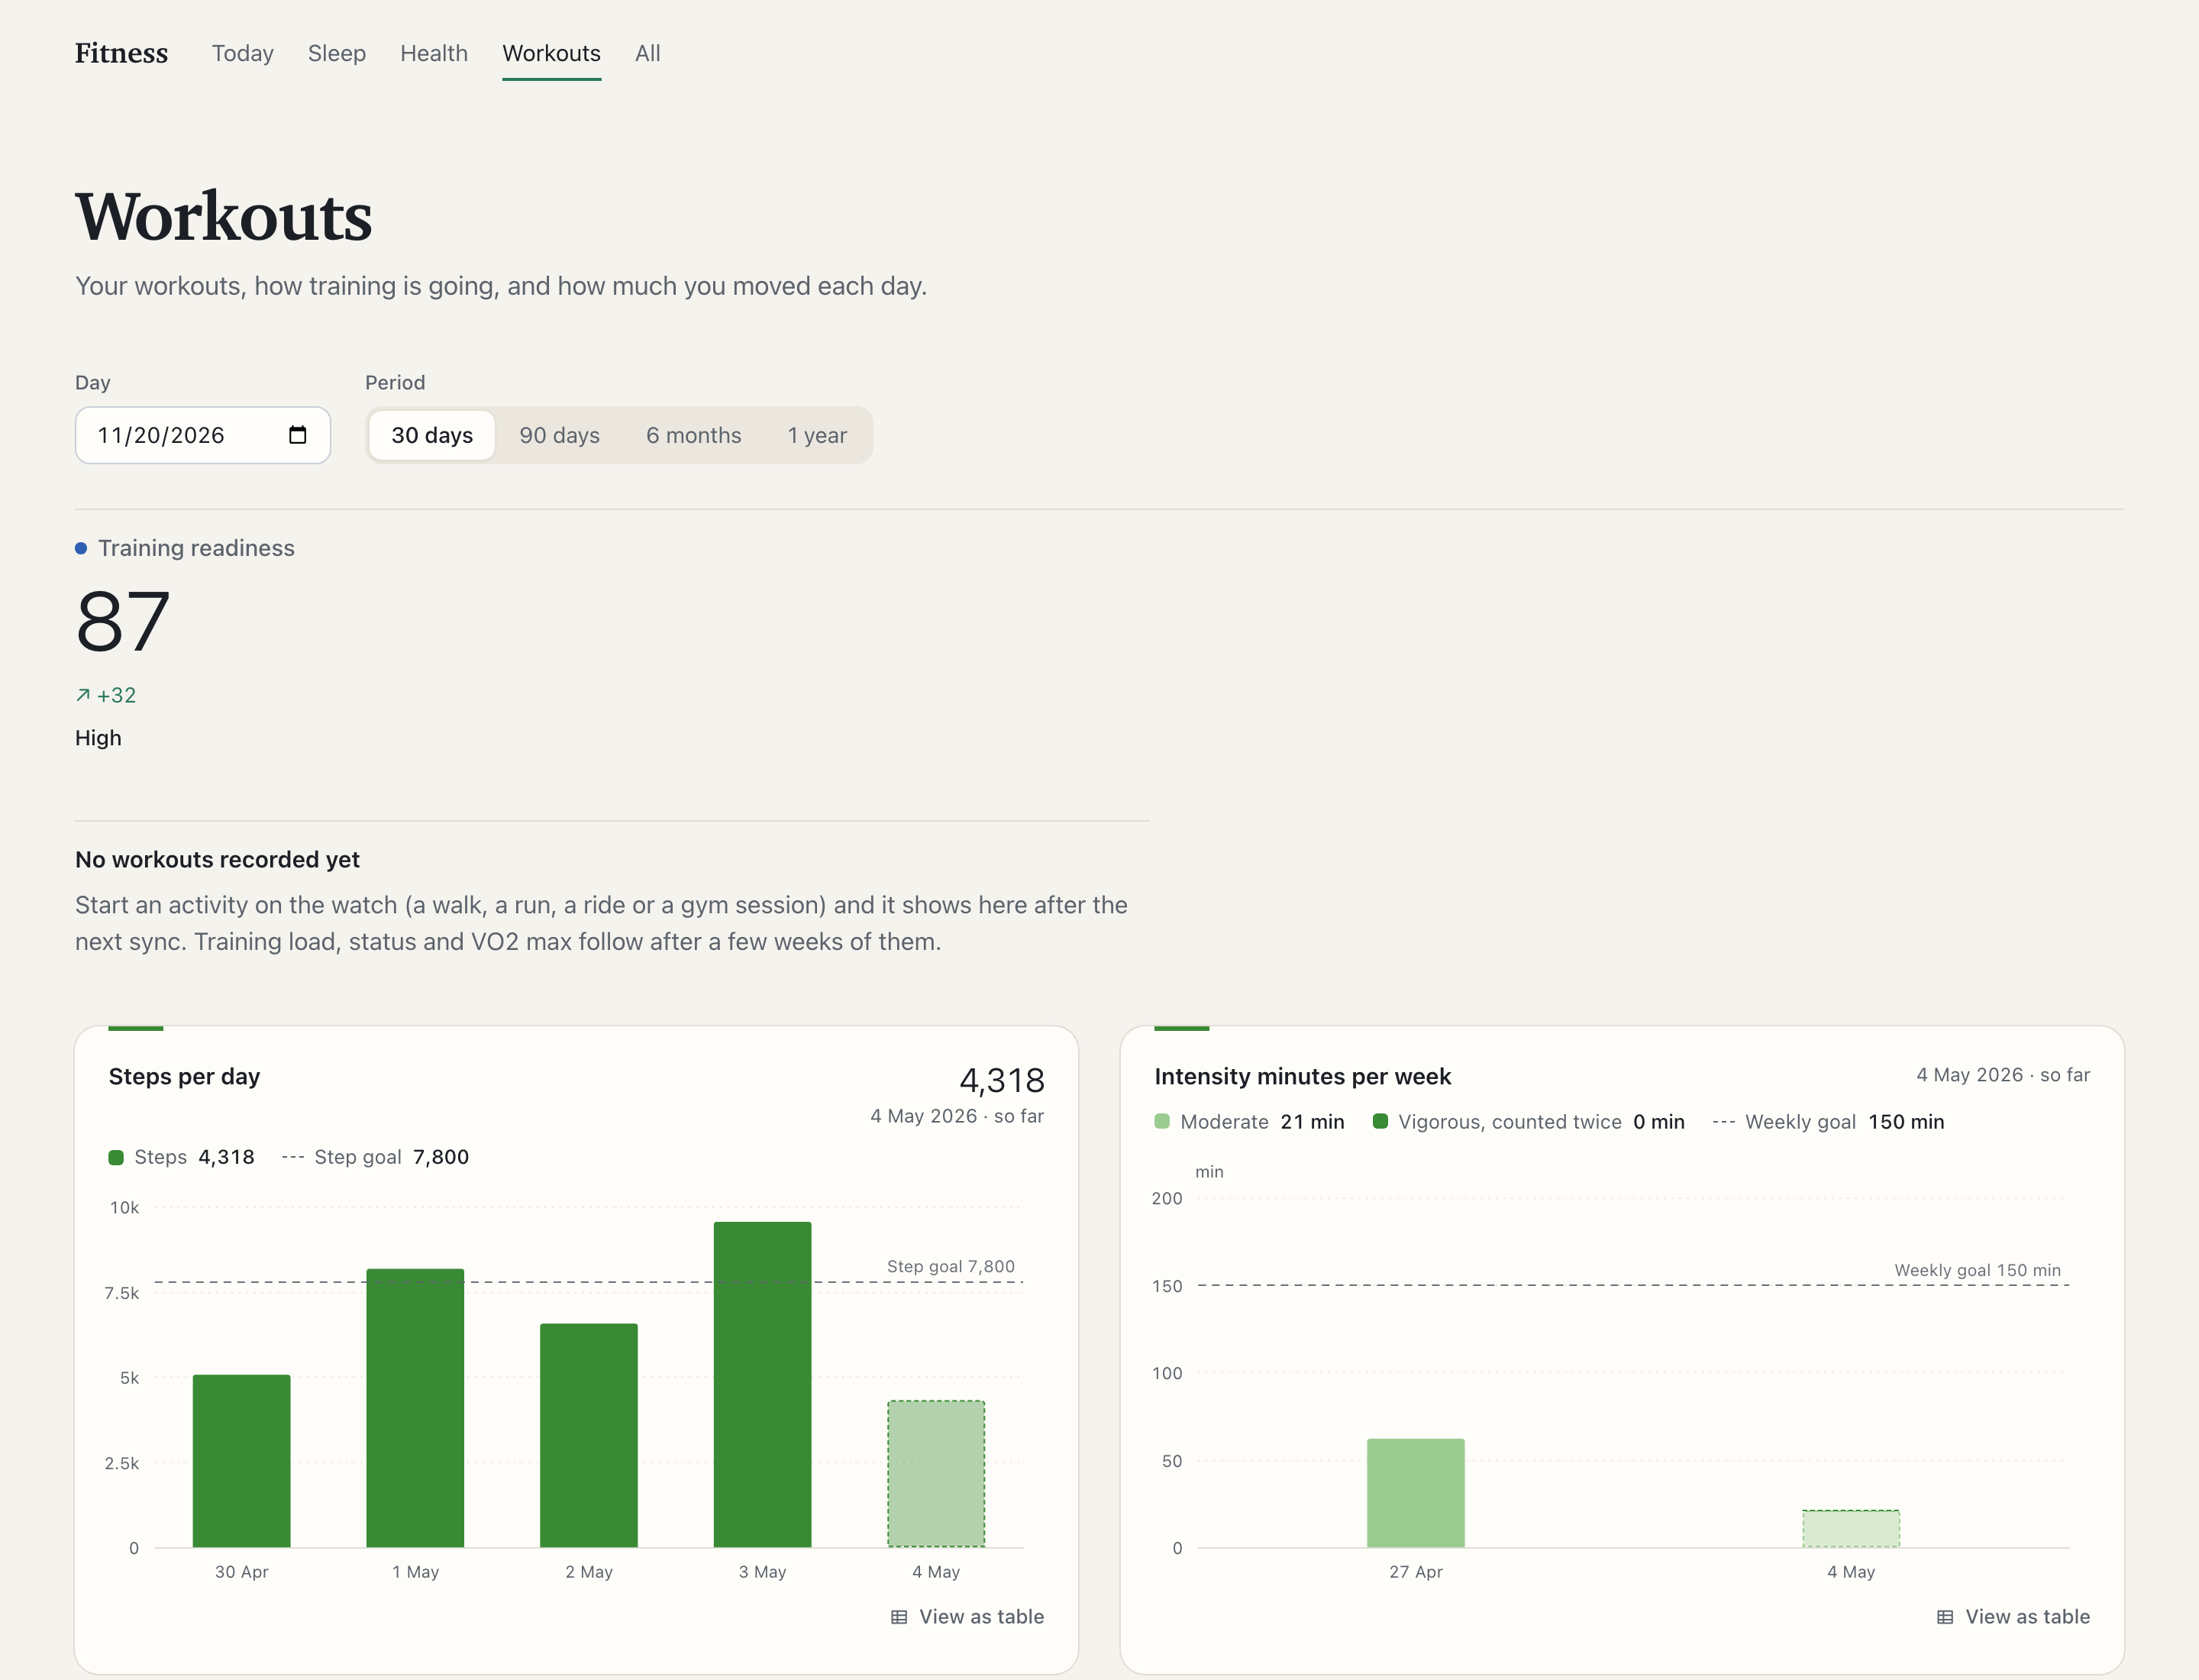 Fitness Today Sleep Health Workouts All
Workouts
Your workouts, how training is going, and how much you moved each day.
Day Period
11/20/2026 30 days 90 days 6 months 1 year
Training readiness
87
+32
High
No workouts recorded yet
Start an activity on the watch (a walk, a run, a ride or a gym session) and it shows here after the
next sync. Training load, status and VO2 max follow after a few weeks of them.
Steps per day 4,318
4 May 2026 · so far
Steps 4,318 Step goal 7,800
10k
Step goal 7,800
7.5k
5k
2.5k
0
30 Apr 1 May 2 May 3 May 4 May
View as table
Intensity minutes per week 4 May 2026 · so far
Moderate 21 min Vigorous, counted twice 0 min Weekly goal 150 min
min
200
Weekly goal 150 min
150
100
50
0
27 Apr 4 May
View as table